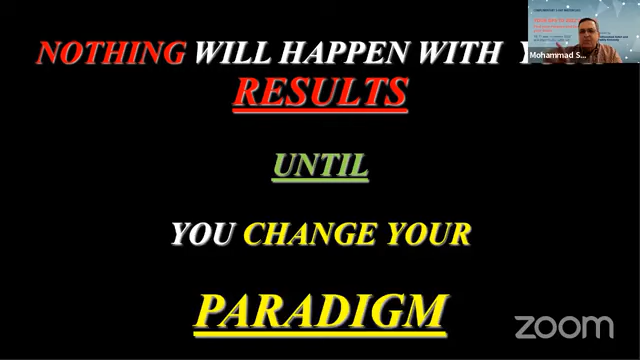 NOTHING WILL HAPPEN WITH
RESULTS
UNTIL
YOU CHANGE YOUR
PARADIGM
Mohammad S...
zoom